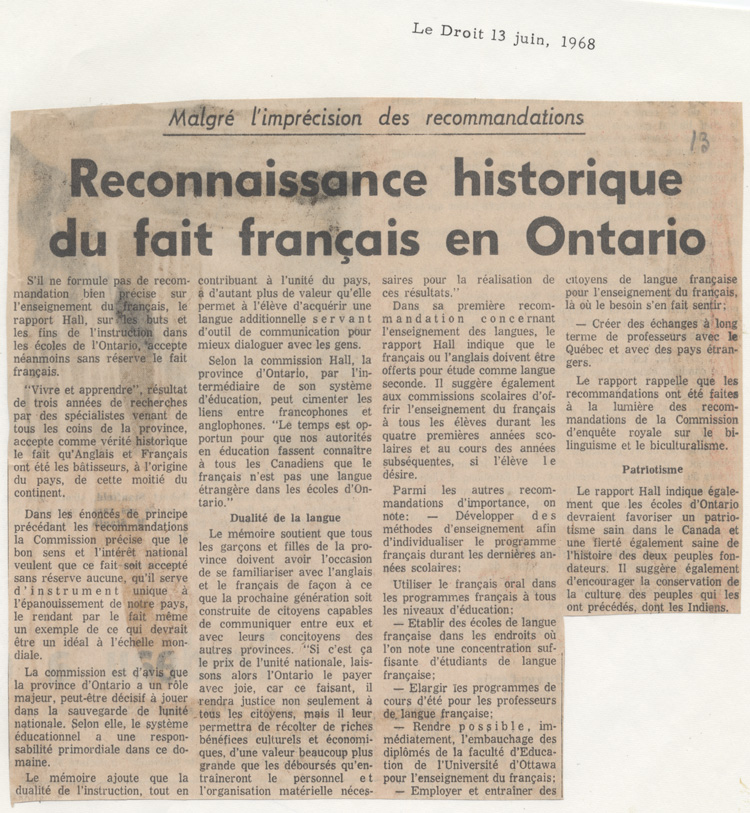 Le Droit 13 juin, 1968
13
Malgré l'imprécision des recommandations
Reconnaissance historique
du fait français en Ontario
S'il ne formule pas de recom-
mandation bien précise sur
l'enseignement du français, le
rapport Hall, sur les buts et
les fins de l'instruction dans
les écoles de l'Ontario, accepte
néanmoins sans réserve le fait
français.
"Vivre et apprendre", résultat
de trois années de recherches
par des spécialistes venant de
tous les coins de la province,
accepte comme vérité historique
le fait qu'Anglais et Français
ont été les bâtisseurs, à l'origine
du pays, de cette moitié du
continent.
Dans les énoncés de principe
précédant les recommandations
la Commission précise que le
bon sens et l'intérêt national
veulent que ce fait soit accepté
sans réserve aucune, qu'il serve
d'instrument unique à
l'épanouissement de notre pays,
le rendant par le fait même
un exemple de ce qui devrait
être un idéal à l'échelle mon-
diale.
La commission est d'avis que
la province d'Ontario a un rôle
majeur, peut-être décisif à jouer
dans la sauvegarde de lunité
nationale. Selon elle, le système
éducationnel a une respon-
sabilité primordiale dans ce do-
maine.
Le mémoire ajoute que la
dualité de l'instruction, tout en
contribuant à l'unité du pays,
a d'autant plus de valeur qu'elle
permet à l'élève d'acquérir une
langue additionnelle servant
d'outil de communication pour
mieux dialoguer avec les gens.
Selon la commission Hall, la
province d'Ontario, par l'in-
termédiaire de son système
d'éducation, peut cimenter les
liens entre francophones et
anglophones. "Le temps est op-
portun pour que nos autorités
en éducation fassent connaître
à tous les Canadiens que le
français n'est pas une langue
étrangère dans les écoles d'On-
tario."
Dualité de la langue
Le mémoire soutient que tous
les garçons et filles de la pro-
vince doivent avoir l'occasion
de se familiariser avec l'anglais
et le français de façon à ce
que la prochaine génération soit
construite de citoyens capables
de communiquer entre eux et
avec leurs concitoyens des
autres provinces. "Si c'est ça
le prix de l'unité nationale, lais-
sons alors l'Ontario le payer
avec joie, car ce faisant, il
rendra justice non seulement à
tous les citoyens, mais il leur
permettra de récolter de riches
bénéfices culturels et économi-
ques, d'une valeur beaucoup plus
grande que les déboursés qu'en-
traîneront le personnel et
l'organisation matérielle néces-
saires pour la réalisation de
ces résultats."
Dans sa première recom-
mandation concernant
l'enseignement des langues, le
rapport Hall indique que le
français ou l'anglais doivent être
offerts pour étude comme langue
seconde. Il suggère également
aux commissions scolaires d'of-
frir l'enseignement du français
à tous les élèves durant les
quatre premières années sco-
laires et au cours des années
subséquentes, si l'élève le
désire.
Parmi les autres recom-
mandations d'importance, on
note: — Développer des
méthodes d'enseignement afin
d'individualiser le programme
français durant les dernières an-
nées scolaires;
Utiliser le français oral dans
les programmes français à tous
les niveaux d'éducation;
— Etablir des écoles de langue
française dans les endroits où
l'on note une concentration suf-
fisante d'étudiants de langue
française;
— Elargir les programmes de
cours d'été pour les professeurs
de langue française;
— Rendre possible, im-
médiatement, l'embauchage des
diplômés de la faculté d'Education
de l'Université d'Ottawa
pour l'enseignement du français;
— Employer et entraîner des
citoyens de langue française
pour l'enseignement du français,
là où le besoin s'en fait sentir;
— Créer des échanges à long
terme de professeurs avec le
Québec et avec des pays étran-
gers.
Le rapport rappelle que les
recommandations ont été faites
à la lumière des recom-
mandations de la Commission
d'enquête royale sur le bi-
linguisme et le biculturalisme.
Patriotisme
Le rapport Hall indique égale-
ment que les écoles d'Ontario
devraient favoriser un patrio-
tisme sain dans le Canada et
une fierté également saine de
l'histoire des deux peuples fon-
dateurs. Il suggère également
d'encourager la conservation de
la culture des peuples qui les
ont précédés, dont les Indiens.